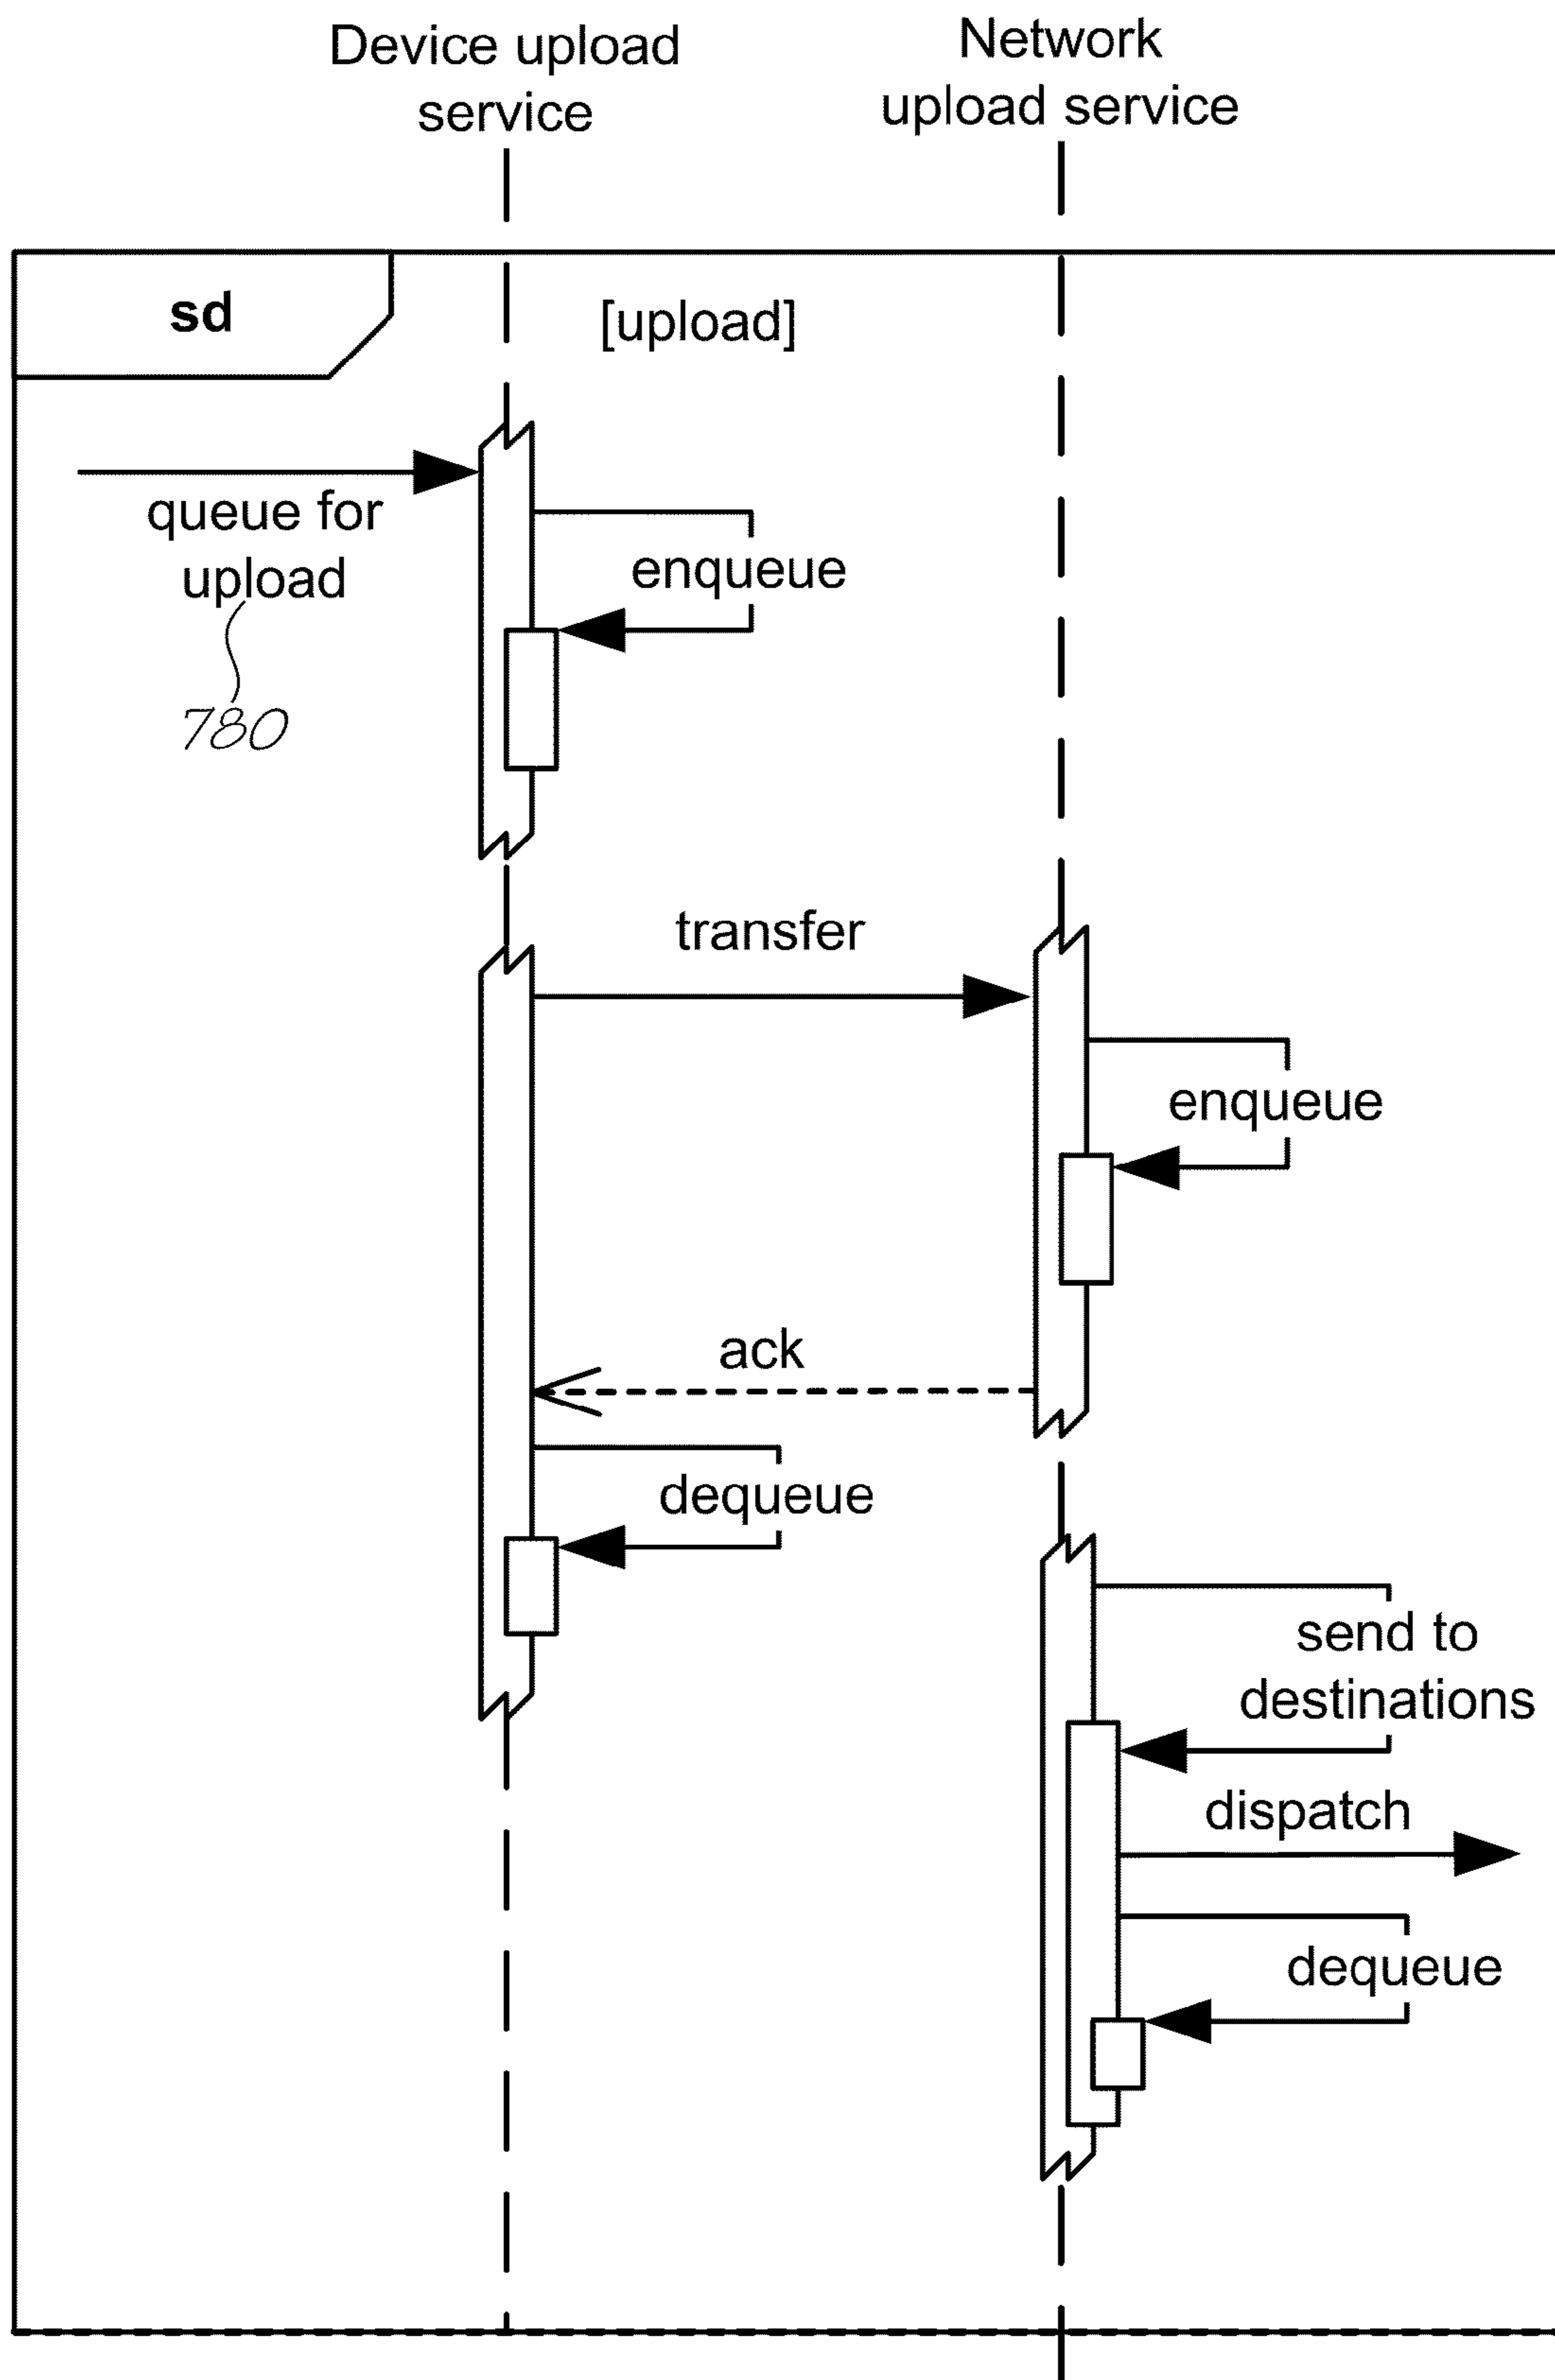 Device upload
service
Network
upload service
sd
[upload]
queue for
upload
780
enqueue
transfer
enqueue
ack
dequeue
send to
destinations
dispatch
dequeue